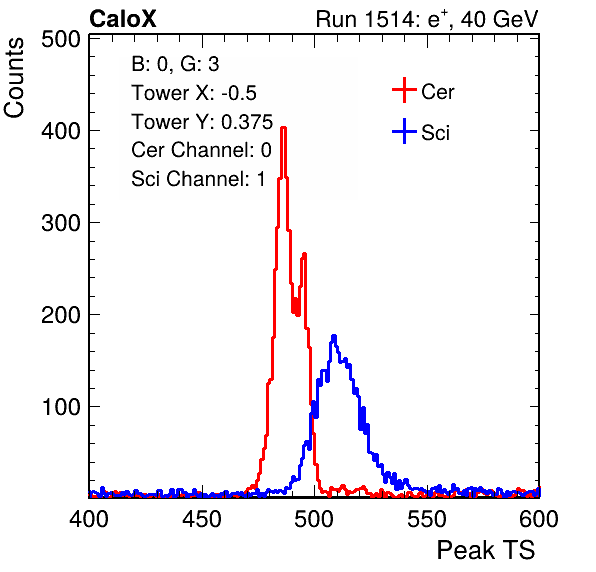 CaloX Run 1514: e⁺, 40 GeV
Counts
B: 0, G: 3
Tower X: -0.5
Tower Y: 0.375
Cer Channel: 0
Sci Channel: 1
Cer
Sci
500
400
300
200
100
400 450 500 550 600
Peak TS